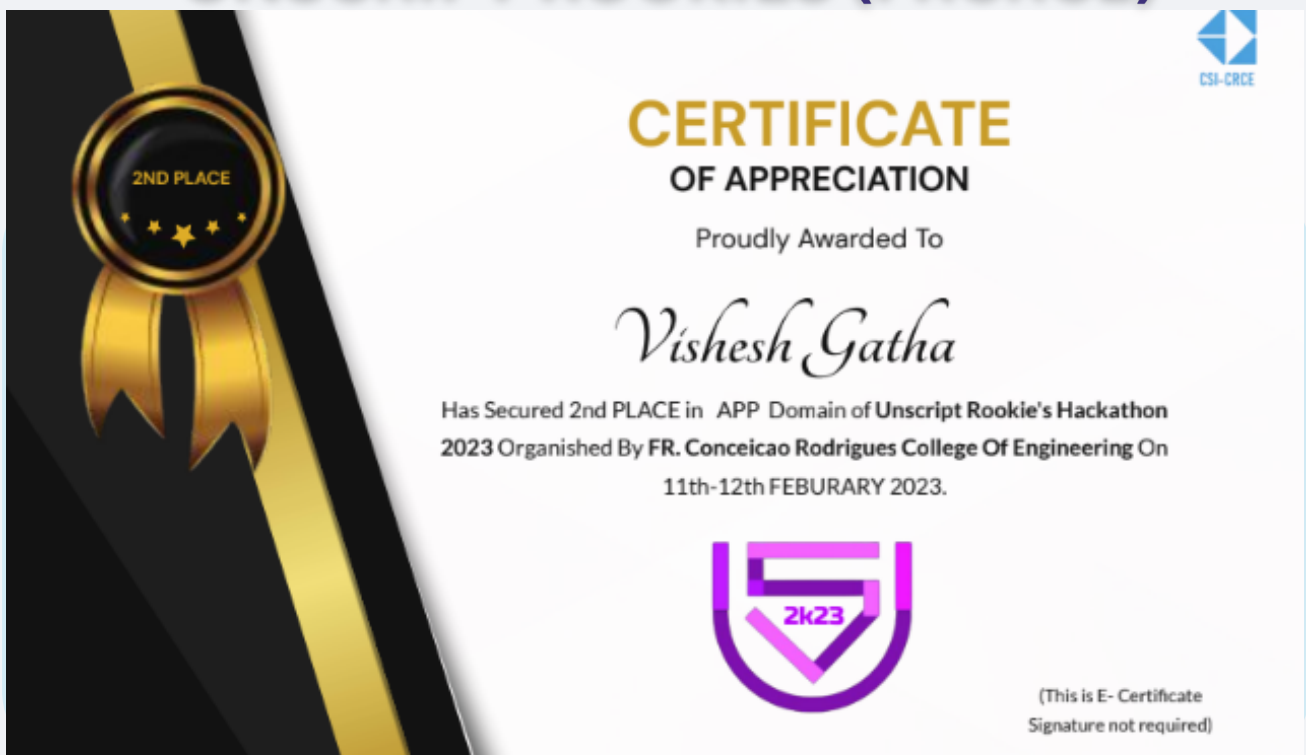 CSI-CRCE
CERTIFICATE
OF APPRECIATION
2ND PLACE
Proudly Awarded To
Vishesh Gatha
Has Secured 2nd PLACE in APP Domain of Unscript Rookie's Hackathon
2023 Organished By FR. Conceicao Rodrigues College Of Engineering On
11th-12th FEBURARY 2023.
2k23
(This is E- Certificate
Signature not required)